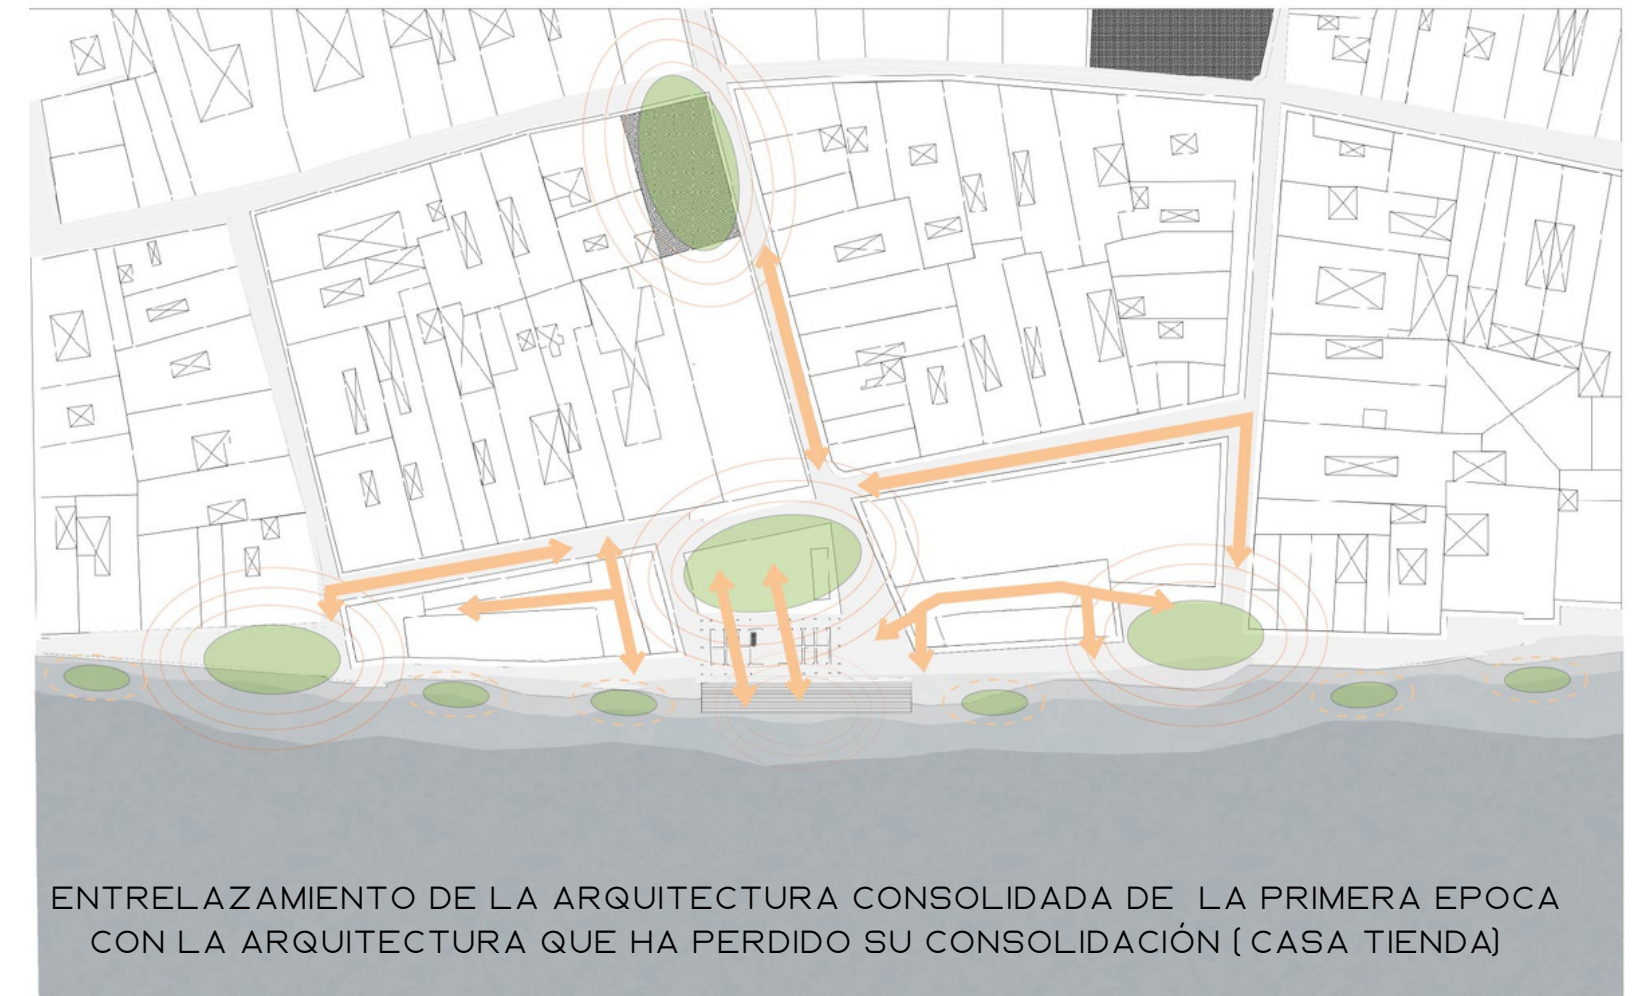 ENTRELAZAMIENTO DE LA ARQUITECTURA CONSOLIDADA DE LA PRIMERA EPOCA
CON LA ARQUITECTURA QUE HA PERDIDO SU CONSOLIDACIÓN ( CASA TIENDA)